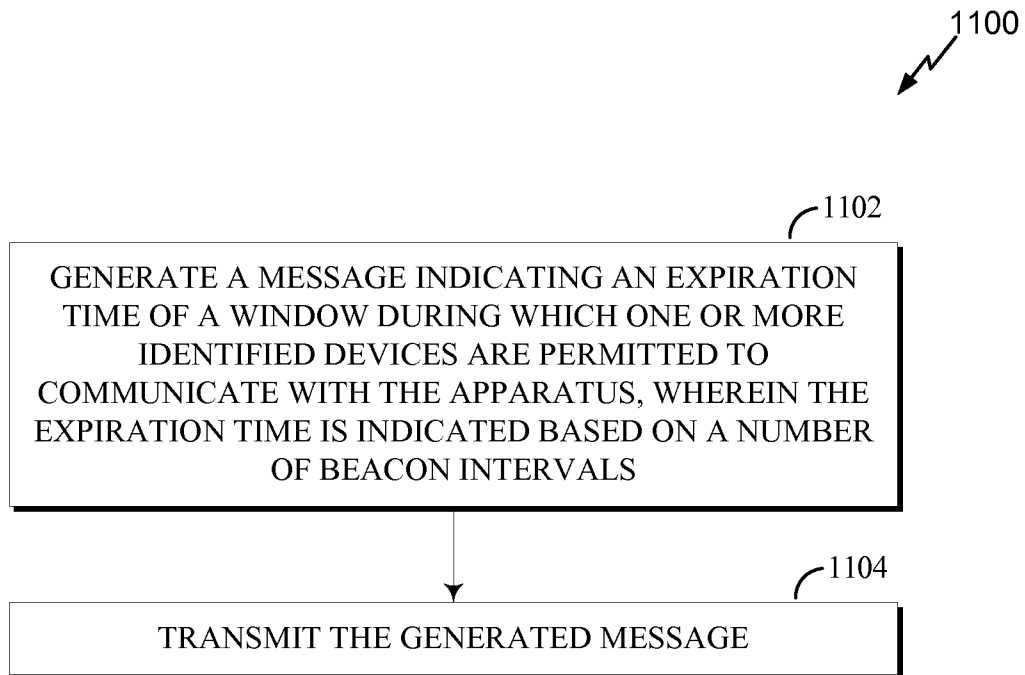 1100
1102
GENERATE A MESSAGE INDICATING AN EXPIRATION
TIME OF A WINDOW DURING WHICH ONE OR MORE
IDENTIFIED DEVICES ARE PERMITTED TO
COMMUNICATE WITH THE APPARATUS, WHEREIN THE
EXPIRATION TIME IS INDICATED BASED ON A NUMBER
OF BEACON INTERVALS
1104
TRANSMIT THE GENERATED MESSAGE